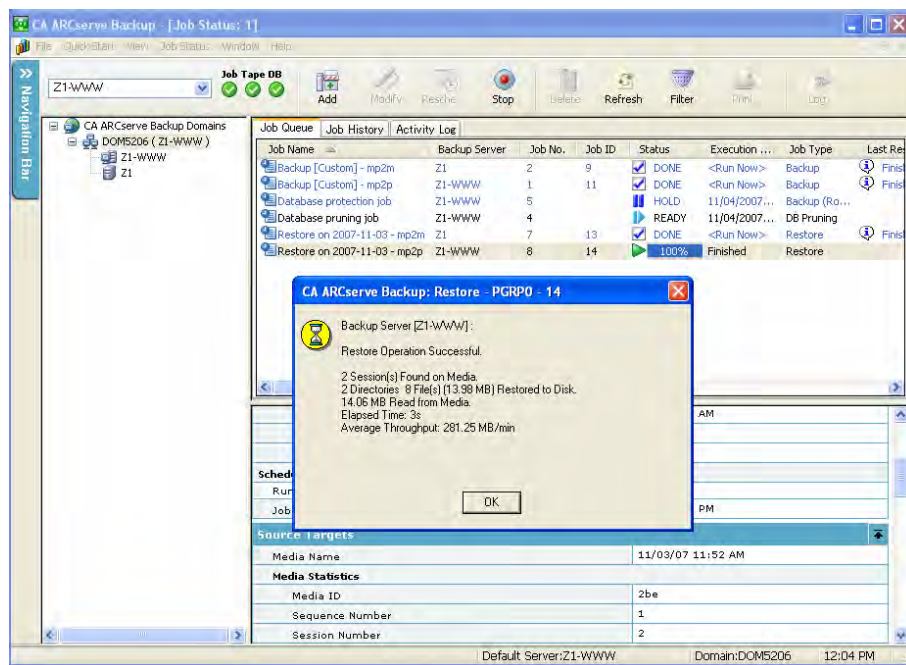 CA ARCserve Backup - [Job Status: 1]
File QuickStart View Job Status Window Help
Navigation Bar
Z1-WWW
Job Tape DB
Add Modify Resche Stop Delete Refresh Filter Print Log
CA ARCserve Backup Domains
DOM5206 ( Z1-WWW )
Z1-WWW
Z1
Job Queue Job History Activity Log
Job Name Backup Server Job No. Job ID Status Execution ... Job Type Last Res
Backup [Custom] - mp2m Z1 2 9 DONE <Run Now> Backup Finis
Backup [Custom] - mp2p Z1-WWW 1 11 DONE <Run Now> Backup Finis
Database protection job Z1-WWW 5 HOLD 11/04/2007... Backup (Ro...
Database pruning job Z1-WWW 4 READY 11/04/2007... DB Pruning
Restore on 2007-11-03 - mp2m Z1 7 13 DONE <Run Now> Restore Finis
Restore on 2007-11-03 - mp2p Z1-WWW 8 14 100% Finished Restore
CA ARCserve Backup: Restore - PGRP0 - 14
Backup Server [Z1-WWW] :
Restore Operation Successful.
2 Session(s) Found on Media.
2 Directories 8 File(s) (13.98 MB) Restored to Disk.
14.06 MB Read from Media.
Elapsed Time: 3s
Average Throughput: 281.25 MB/min
OK
AM
Sched
Run
Job
PM
Source Targets
Media Name 11/03/07 11:52 AM
Media Statistics
Media ID 2be
Sequence Number 1
Session Number 2
Default Server:Z1-WWW Domain:DOM5206 12:04 PM